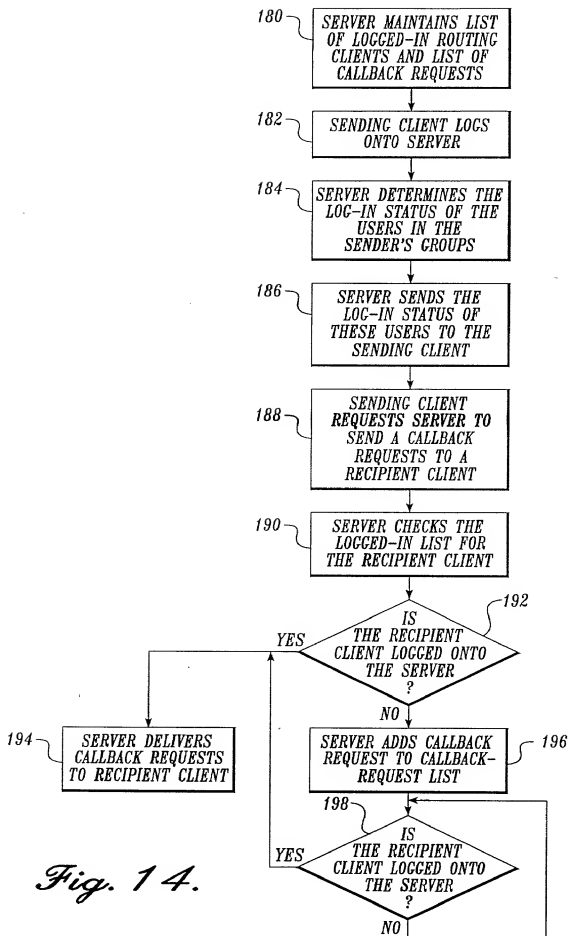 180
SERVER MAINTAINS LIST
OF LOGGED-IN ROUTING
CLIENTS AND LIST OF
CALLBACK REQUESTS
182
SENDING CLIENT LOGS
ONTO SERVER
184
SERVER DETERMINES THE
LOG-IN STATUS OF THE
USERS IN THE
SENDER'S GROUPS
186
SERVER SENDS THE
LOG-IN STATUS OF
THESE USERS TO THE
SENDING CLIENT
188
SENDING CLIENT
REQUESTS SERVER TO
SEND A CALLBACK
REQUESTS TO A
RECIPIENT CLIENT
190
SERVER CHECKS THE
LOGGED-IN LIST FOR
THE RECIPIENT CLIENT
192
IS
THE RECIPIENT
CLIENT LOGGED ONTO
THE SERVER
?
YES
NO
194
SERVER DELIVERS
CALLBACK REQUESTS
TO RECIPIENT CLIENT
196
SERVER ADDS CALLBACK
REQUEST TO CALLBACK-
REQUEST LIST
198
IS
THE RECIPIENT
CLIENT LOGGED ONTO
THE SERVER
?
YES
NO
Fig. 14.